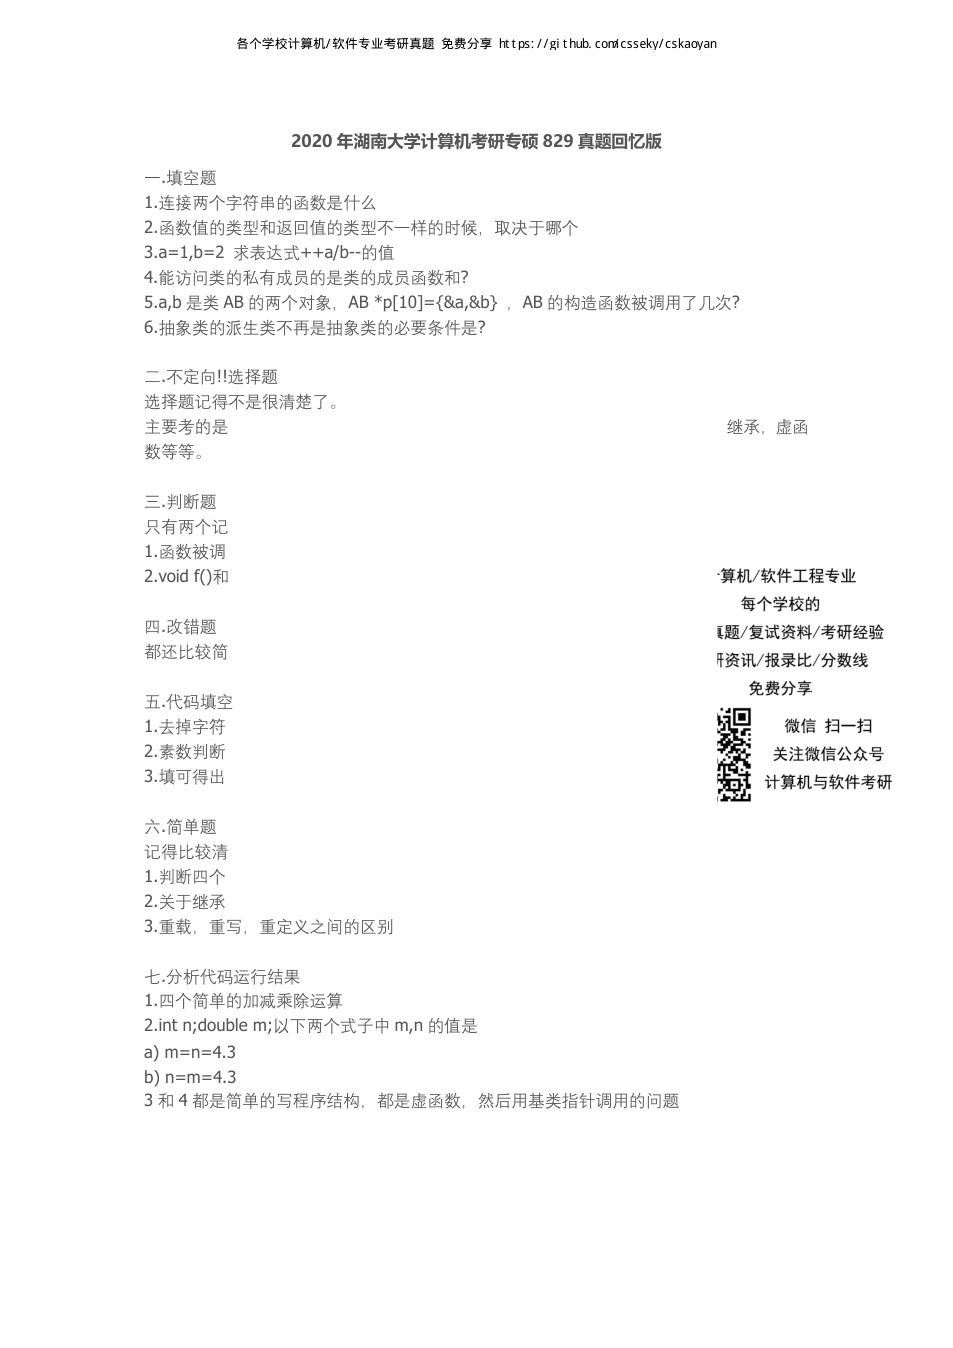 各个学校计算机/软件专业考研真题 免费分享 https://github.com/csseky/cskaoyan
2020 年湖南大学计算机考研专硕 829 真题回忆版
一.填空题
1.连接两个字符串的函数是什么
2.函数值的类型和返回值的类型不一样的时候，取决于哪个
3.a=1,b=2 求表达式++a/b--的值
4.能访问类的私有成员的是类的成员函数和?
5.a,b 是类 AB 的两个对象，AB *p[10]={&a,&b} ，AB 的构造函数被调用了几次?
6.抽象类的派生类不再是抽象类的必要条件是?
二.不定向!!选择题
选择题记得不是很清楚了。
主要考的是 继承，虚函
数等等。
三.判断题
只有两个记
1.函数被调
2.void f()和
四.改错题
都还比较简
五.代码填空
1.去掉字符
2.素数判断
3.填可得出
六.简单题
记得比较清
1.判断四个
2.关于继承
3.重载，重写，重定义之间的区别
七.分析代码运行结果
1.四个简单的加减乘除运算
2.int n;double m;以下两个式子中 m,n 的值是
a) m=n=4.3
b) n=m=4.3
3 和 4 都是简单的写程序结构，都是虚函数，然后用基类指针调用的问题
算机/软件工程专业
每个学校的
题/复试资料/考研经验
资讯/报录比/分数线
免费分享
微信 扫一扫
关注微信公众号
计算机与软件考研